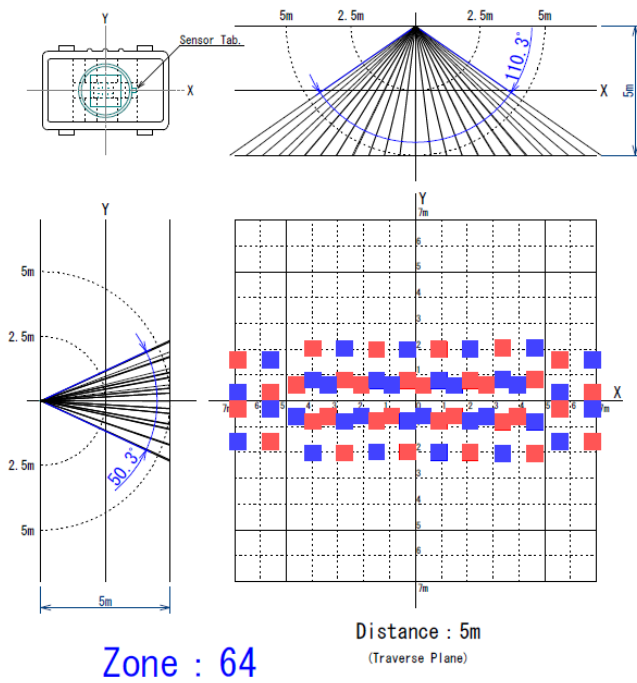 Y
Sensor Tab.
X
5m 2.5m 2.5m 5m
110.3°
X
5m
Y
5m
2.5m
X
2.5m
50.3°
5m
5m
Y
7m
6
5
4
3
2
1
7m 6 5 4 3 2 1 1 2 3 4 5 6 7m
X
1
2
3
4
5
6
7m
Distance : 5m
(Traverse Plane)
Zone : 64